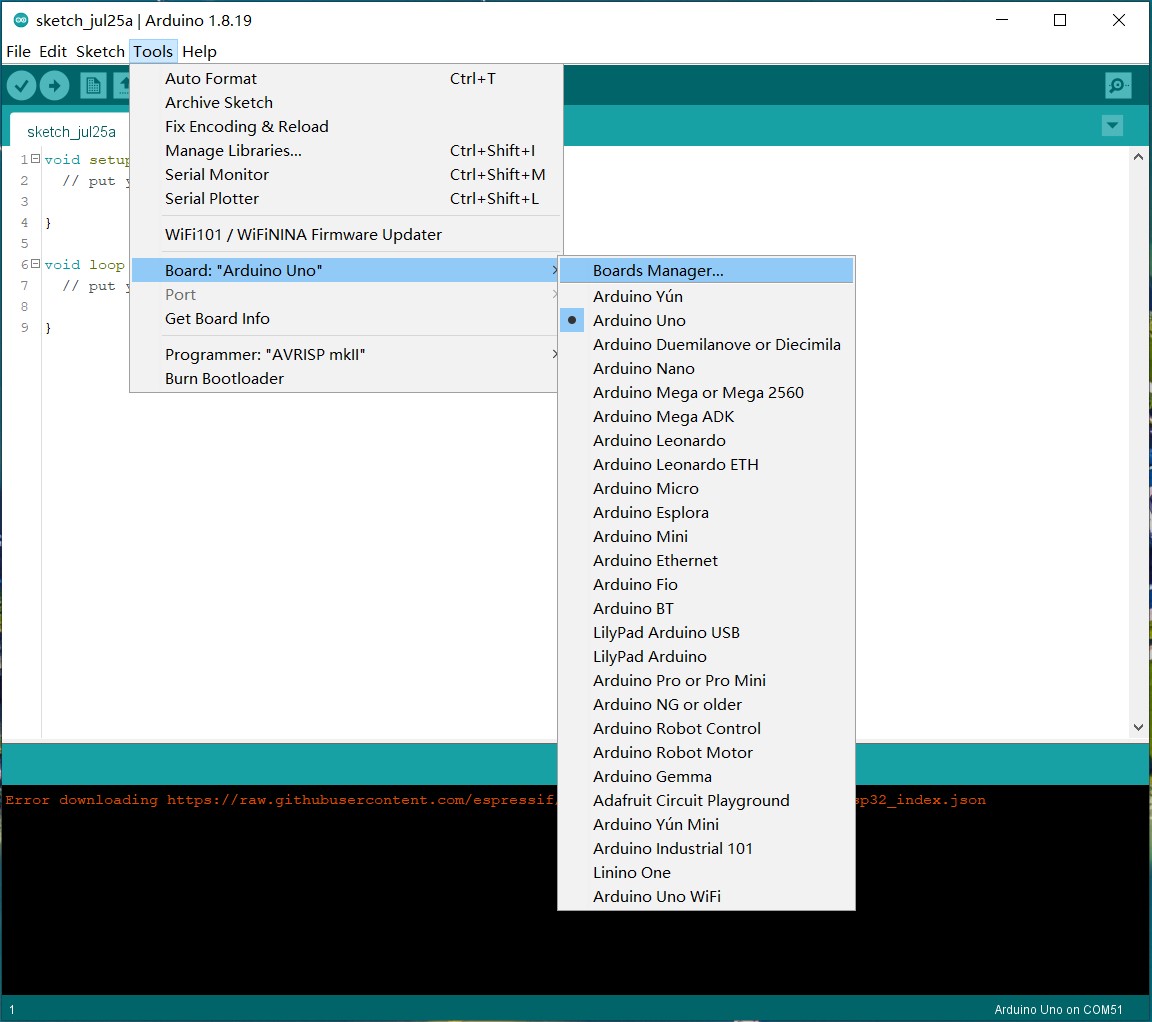 sketch_jul25a | Arduino 1.8.19
File Edit Sketch Tools Help
Auto Format Ctrl+T
Archive Sketch
Fix Encoding & Reload
Manage Libraries... Ctrl+Shift+I
Serial Monitor Ctrl+Shift+M
Serial Plotter Ctrl+Shift+L
WiFi101 / WiFiNINA Firmware Updater
Board: "Arduino Uno"
Port
Get Board Info
Programmer: "AVRISP mkII"
Burn Bootloader
Boards Manager...
Arduino Yún
Arduino Uno
Arduino Duemilanove or Diecimila
Arduino Nano
Arduino Mega or Mega 2560
Arduino Mega ADK
Arduino Leonardo
Arduino Leonardo ETH
Arduino Micro
Arduino Esplora
Arduino Mini
Arduino Ethernet
Arduino Fio
Arduino BT
LilyPad Arduino USB
LilyPad Arduino
Arduino Pro or Pro Mini
Arduino NG or older
Arduino Robot Control
Arduino Robot Motor
Arduino Gemma
Adafruit Circuit Playground
Arduino Yún Mini
Arduino Industrial 101
Linino One
Arduino Uno WiFi
sketch_jul25a
1 void setup
2 // put y
3
4 }
5
6 void loop
7 // put y
8
9 }
Error downloading https://raw.githubusercontent.com/espressif/ sp32_index.json
1 Arduino Uno on COM51